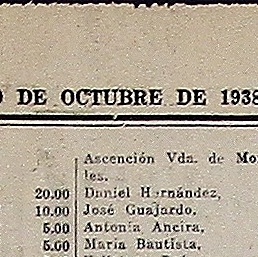 DE OCTUBRE DE 1938
Ascención Vda. de Mo
les.
20.00 Daniel Hernández,
10.00 José Guajardo,
5.00 Antonia Ancira,
5.00 María Bautista,